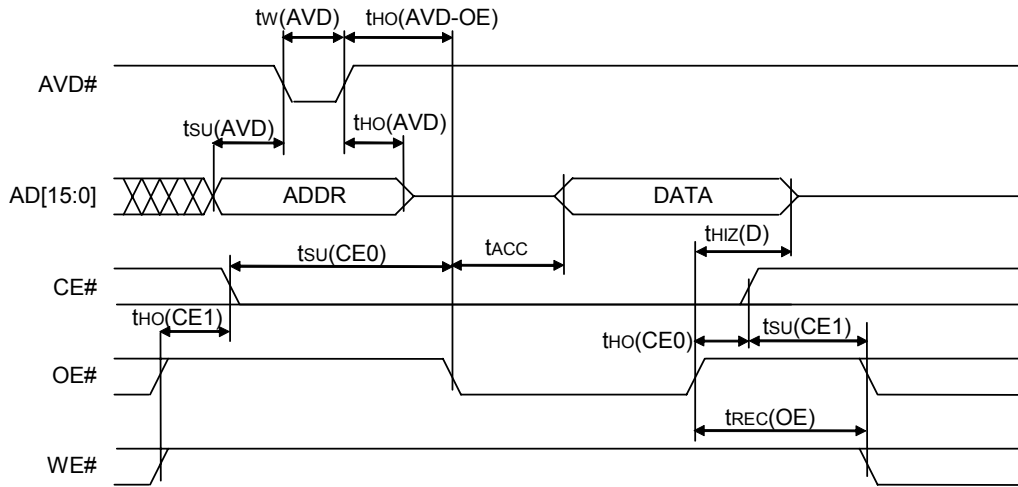 tW(AVD) tHO(AVD-OE)
AVD#
tSU(AVD) tHO(AVD)
AD[15:0] ADDR DATA
tHIZ(D)
tSU(CE0) tACC
CE#
tHO(CE1)
tHO(CE0) tSU(CE1)
OE#
tREC(OE)
WE#